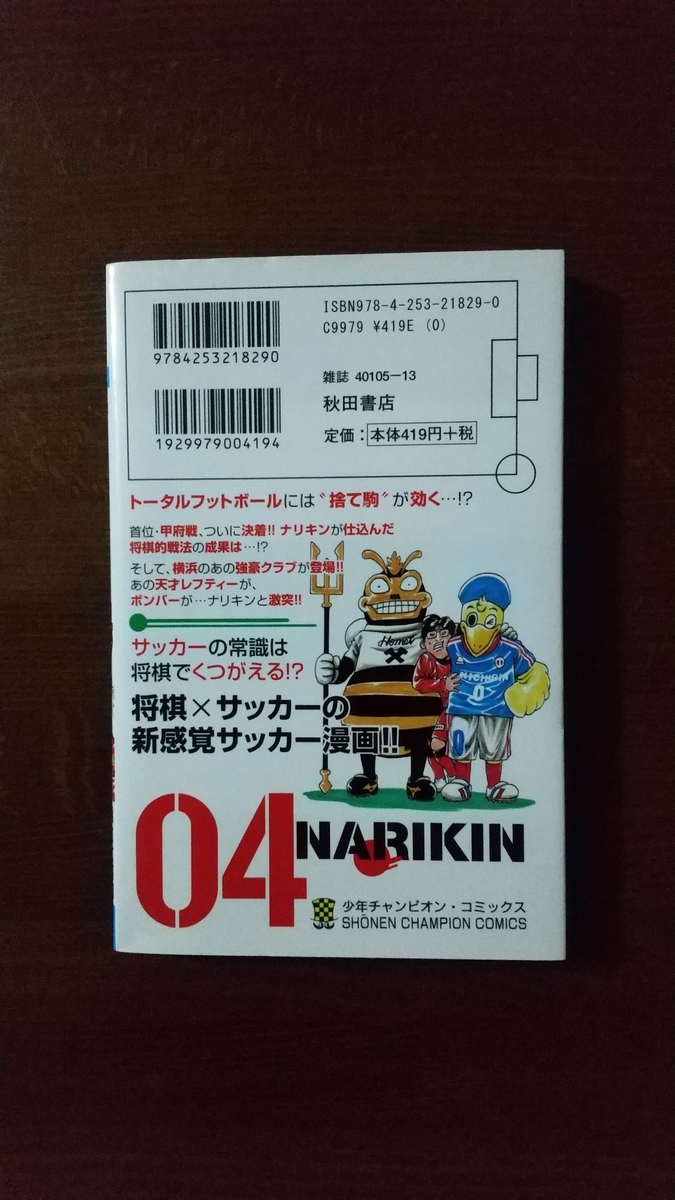 9784253218290
ISBN978-4-253-21829-0
C9979 ¥419E (0)
1929979004194
雑誌 40105-13
秋田書店
定価：本体419円＋税
トータルフットボールには〝捨て駒〟が効く…!?
首位・甲府戦、ついに決着!! ナリキンが仕込んだ
将棋的戦法の成果は…!?
そして、横浜のあの強豪クラブが登場!!
あの天才レフティーが、
ボンバーが…ナリキンと激突!!
サッカーの常識は
将棋でくつがえる!?
将棋×サッカーの
新感覚サッカー漫画!!
Hornet
0
04
NARIKIN
少年チャンピオン・コミックス
SHŌNEN CHAMPION COMICS